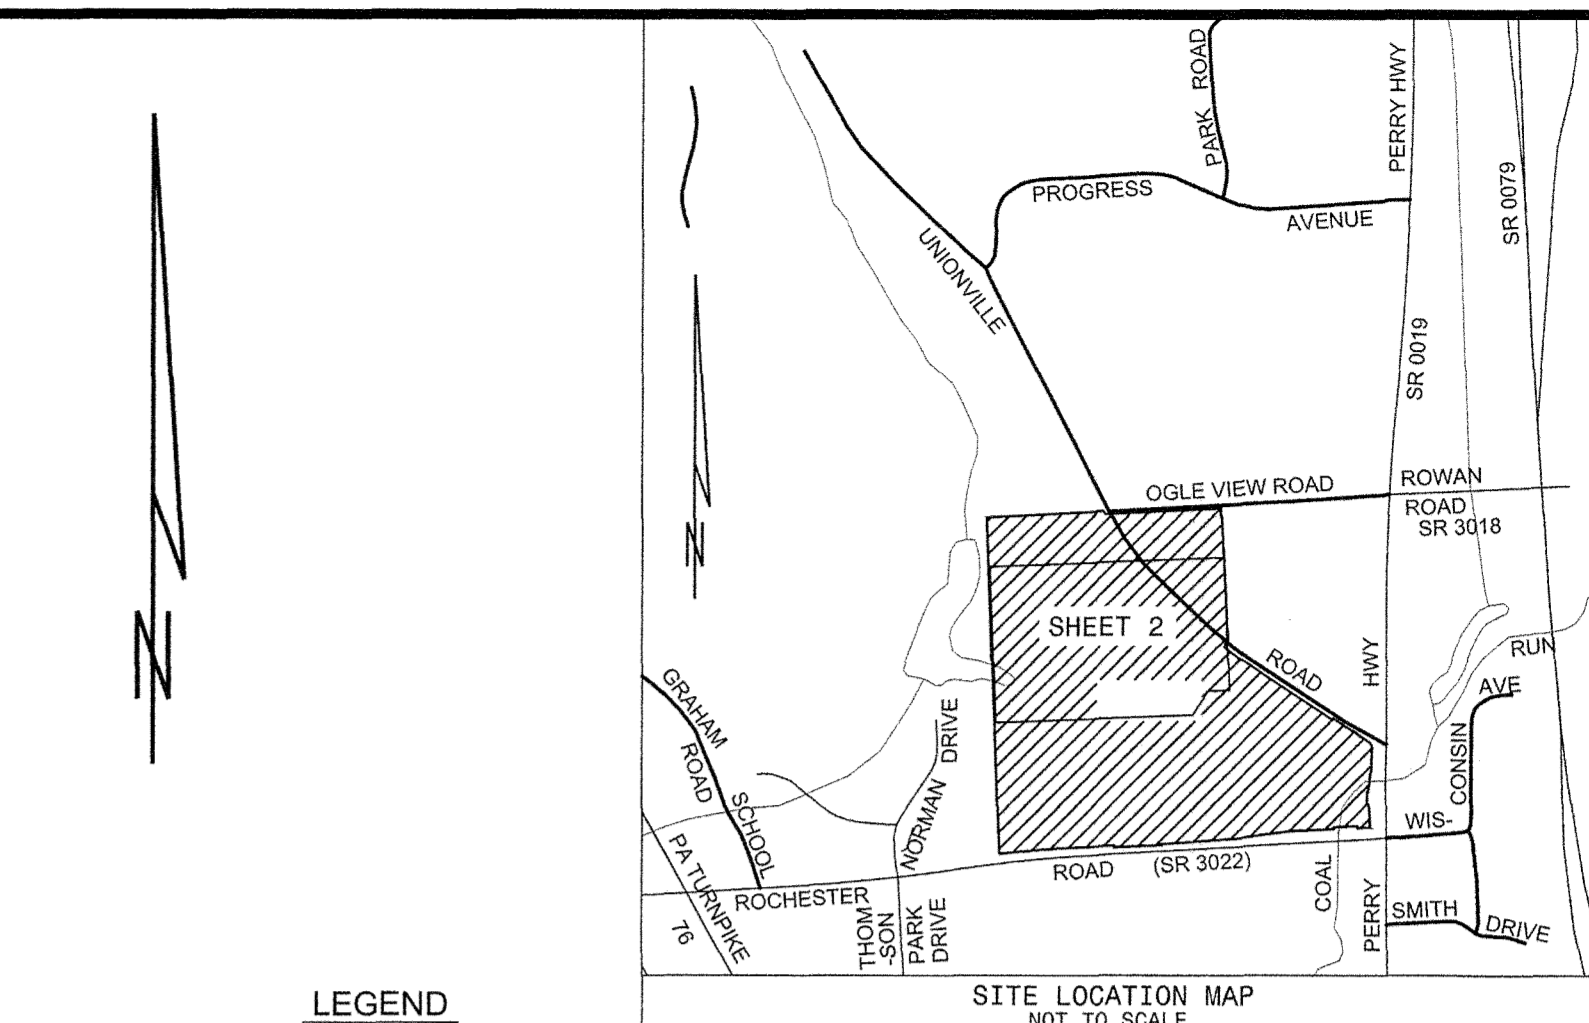 PARK ROAD
PERRY HWY
PROGRESS
AVENUE
SR 0079
UNIONVILLE
SR 0019
OGLE VIEW ROAD
ROWAN
ROAD
SR 3018
N
N
SHEET 2
ROAD
HWY
RUN
AVE
GRAHAM
ROAD
SCHOOL
DRIVE
NORMAN
CONSIN
WIS-
PA TURNPIKE
76
ROCHESTER
ROAD
(SR 3022)
COAL
PERRY
SMITH
DRIVE
THOM
-SON
PARK
DRIVE
LEGEND
SITE LOCATION MAP
NOT TO SCALE